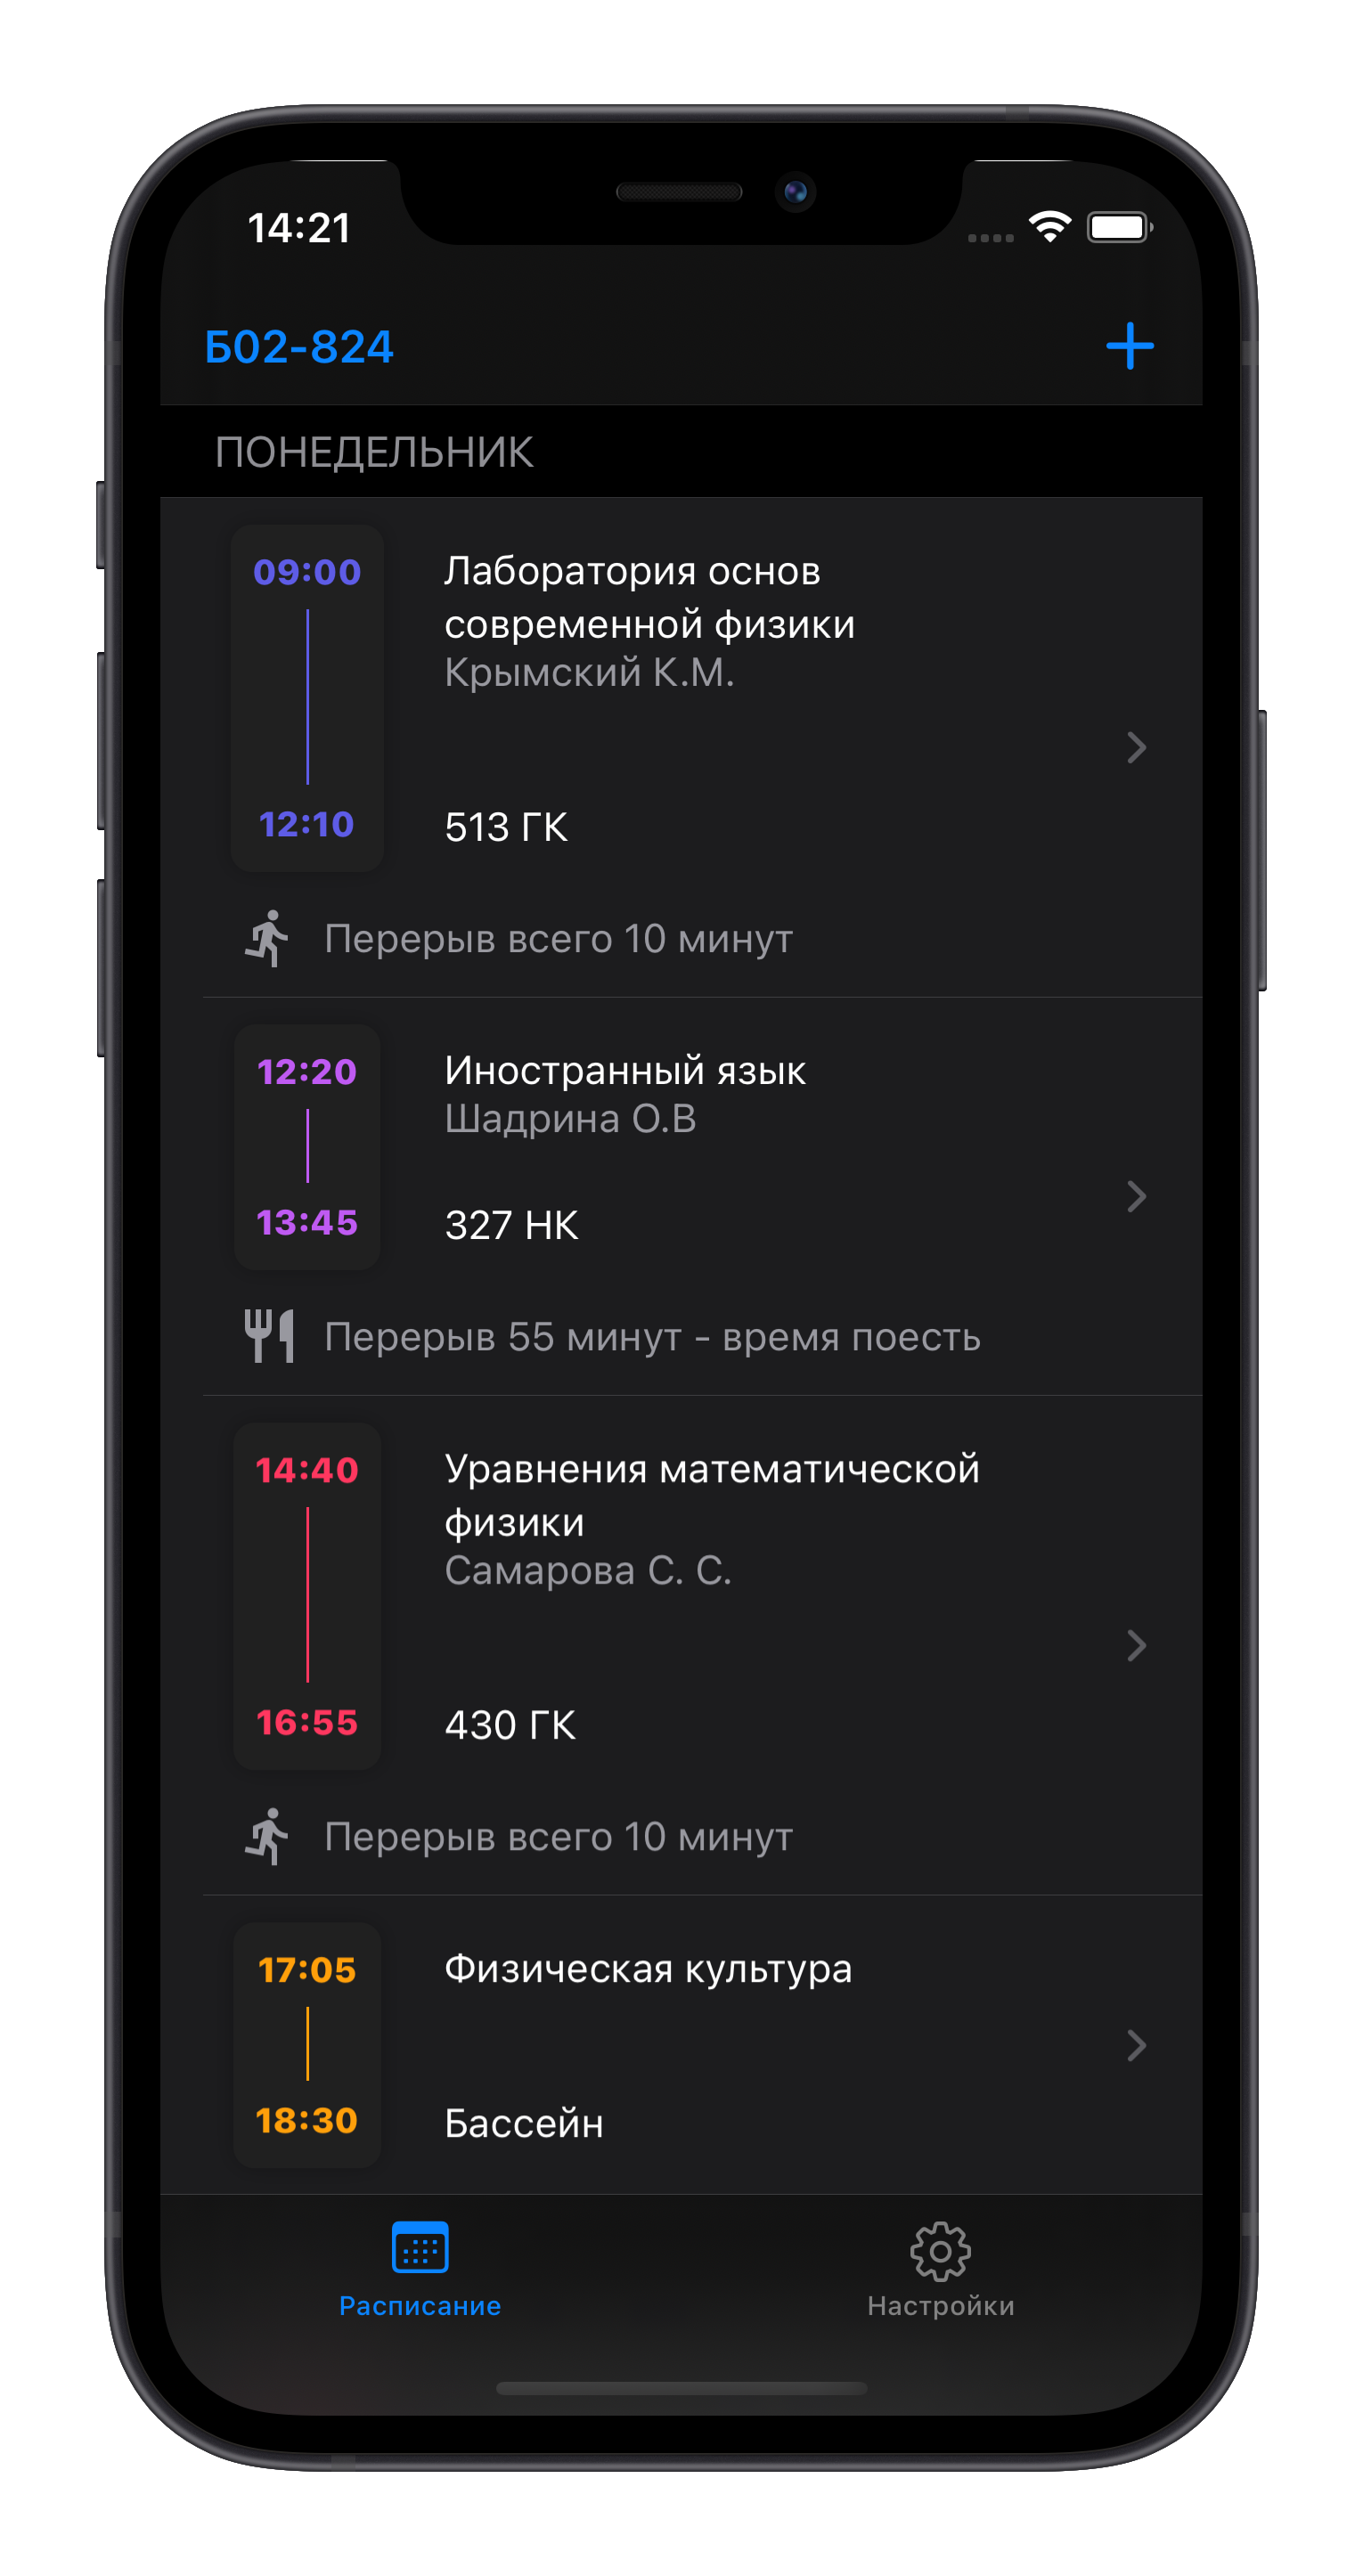 14:21
Б02-824
ПОНЕДЕЛЬНИК
09:00
Лаборатория основ
современной физики
Крымский К.М.
12:10
513 ГК
Перерыв всего 10 минут
12:20
Иностранный язык
Шадрина О.В
13:45
327 НК
Перерыв 55 минут - время поесть
14:40
Уравнения математической
физики
Самарова С. С.
16:55
430 ГК
Перерыв всего 10 минут
17:05
Физическая культура
18:30
Бассейн
Расписание
Настройки